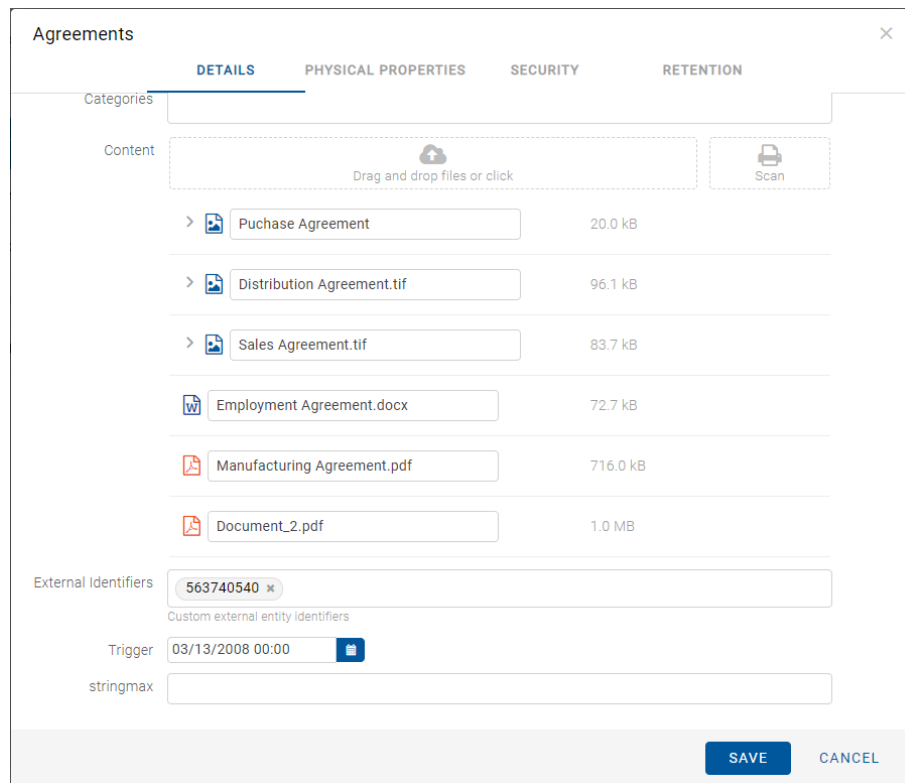 Agreements
DETAILS PHYSICAL PROPERTIES SECURITY RETENTION
Categories
Content
Drag and drop files or click
Scan
Puchase Agreement 20.0 kB
Distribution Agreement.tif 96.1 kB
Sales Agreement.tif 83.7 kB
Employment Agreement.docx 72.7 kB
Manufacturing Agreement.pdf 716.0 kB
Document_2.pdf 1.0 MB
External Identifiers 563740540 ×
Custom external entity identifiers
Trigger 03/13/2008 00:00
stringmax
SAVE CANCEL